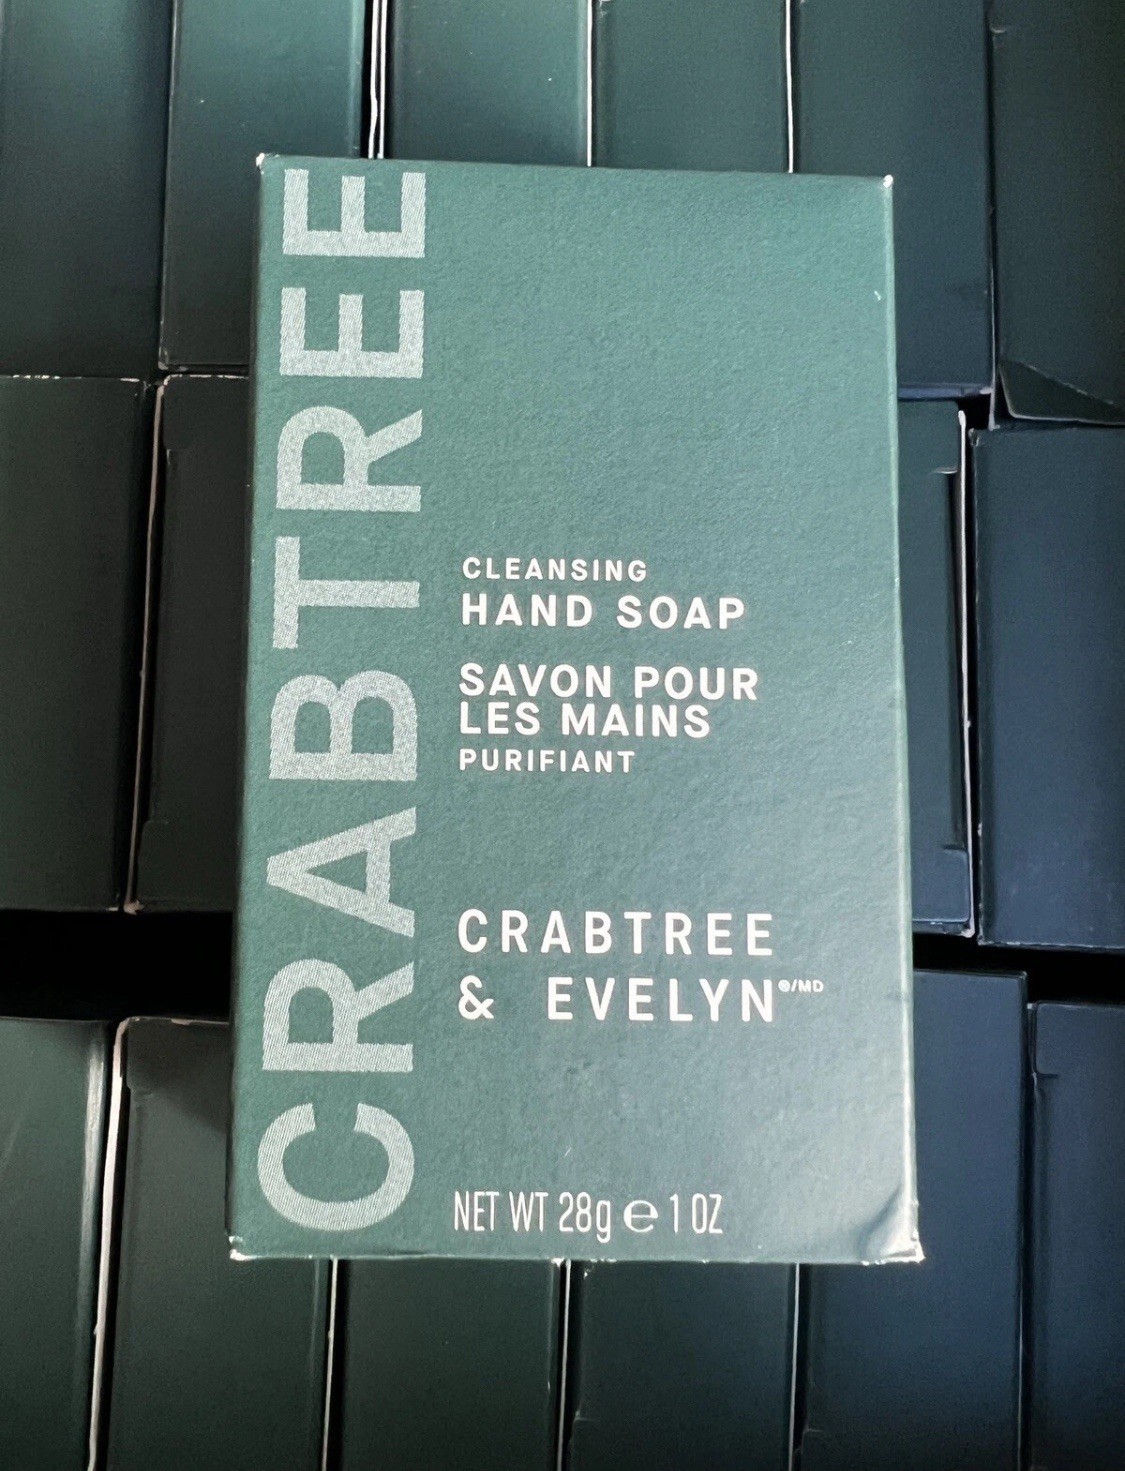 CRABTREE
CLEANSING
HAND SOAP
SAVON POUR
LES MAINS
PURIFIANT
CRABTREE
& EVELYN®/MD
NET WT 28g ℮ 1 OZ